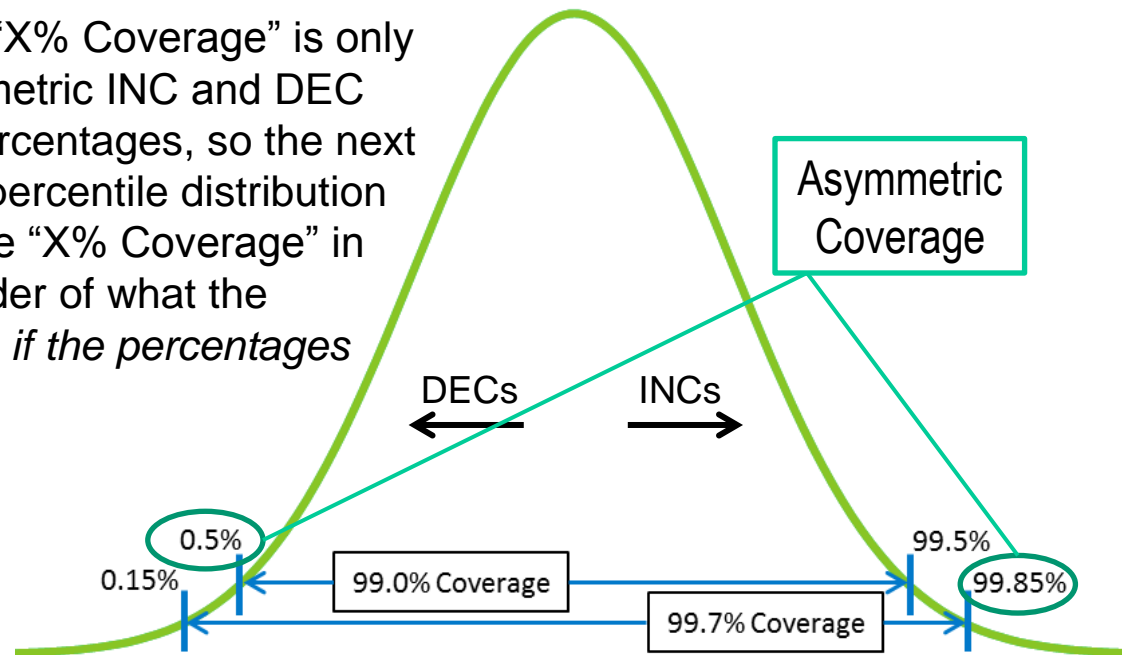 “X% Coverage” is only
metric INC and DEC
rcentages, so the next
percentile distribution
e “X% Coverage” in
der of what the
if the percentages
Asymmetric
Coverage
DECs
INCs
0.5%
99.5%
0.15%
99.0% Coverage
99.85%
99.7% Coverage